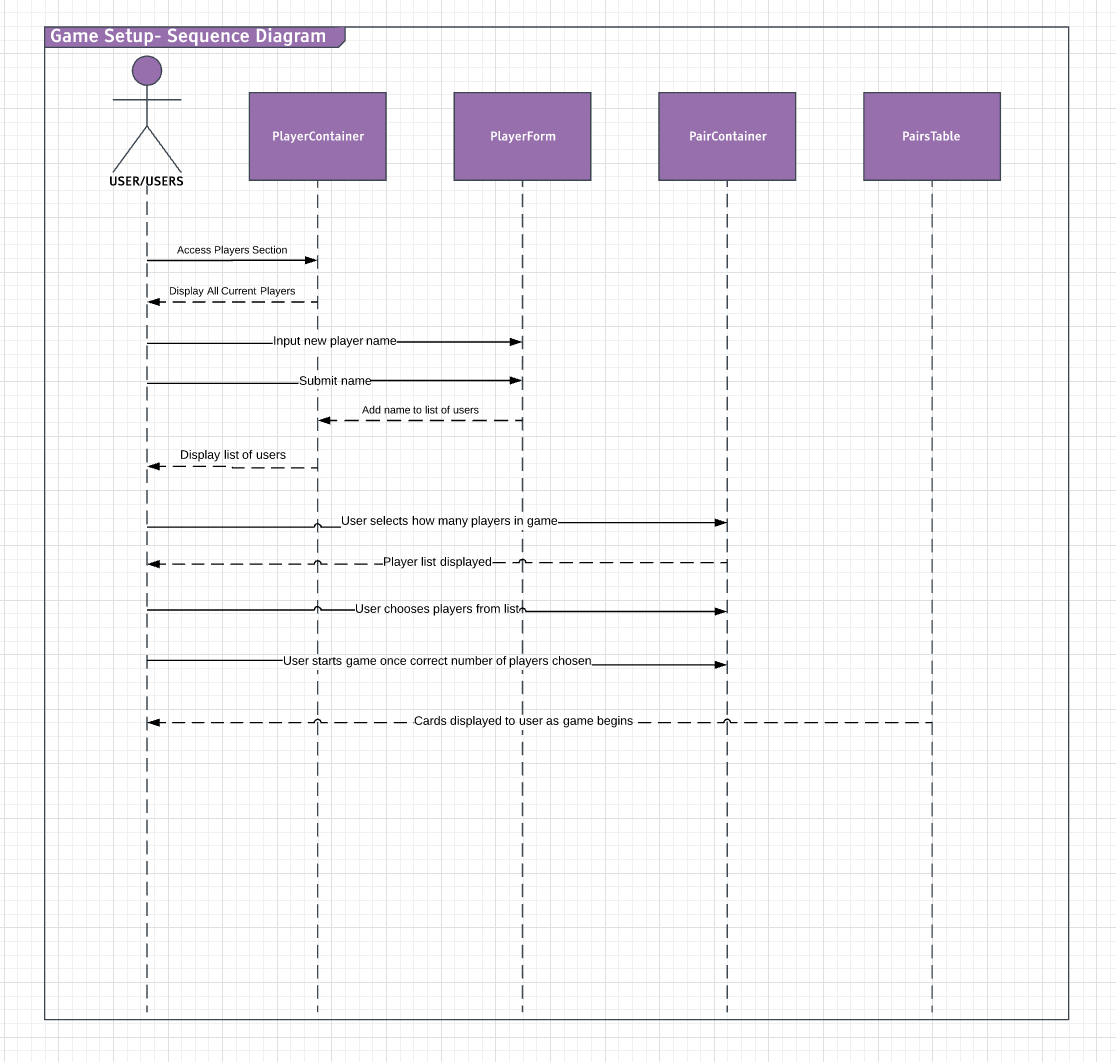 Game Setup- Sequence Diagram
USER/USERS
PlayerContainer
PlayerForm
PairContainer
PairsTable
Access Players Section
Display All Current Players
Input new player name
Submit name
Add name to list of users
Display list of users
User selects how many players in game
Player list displayed
User chooses players from list
User starts game once correct number of players chosen
Cards displayed to user as game begins